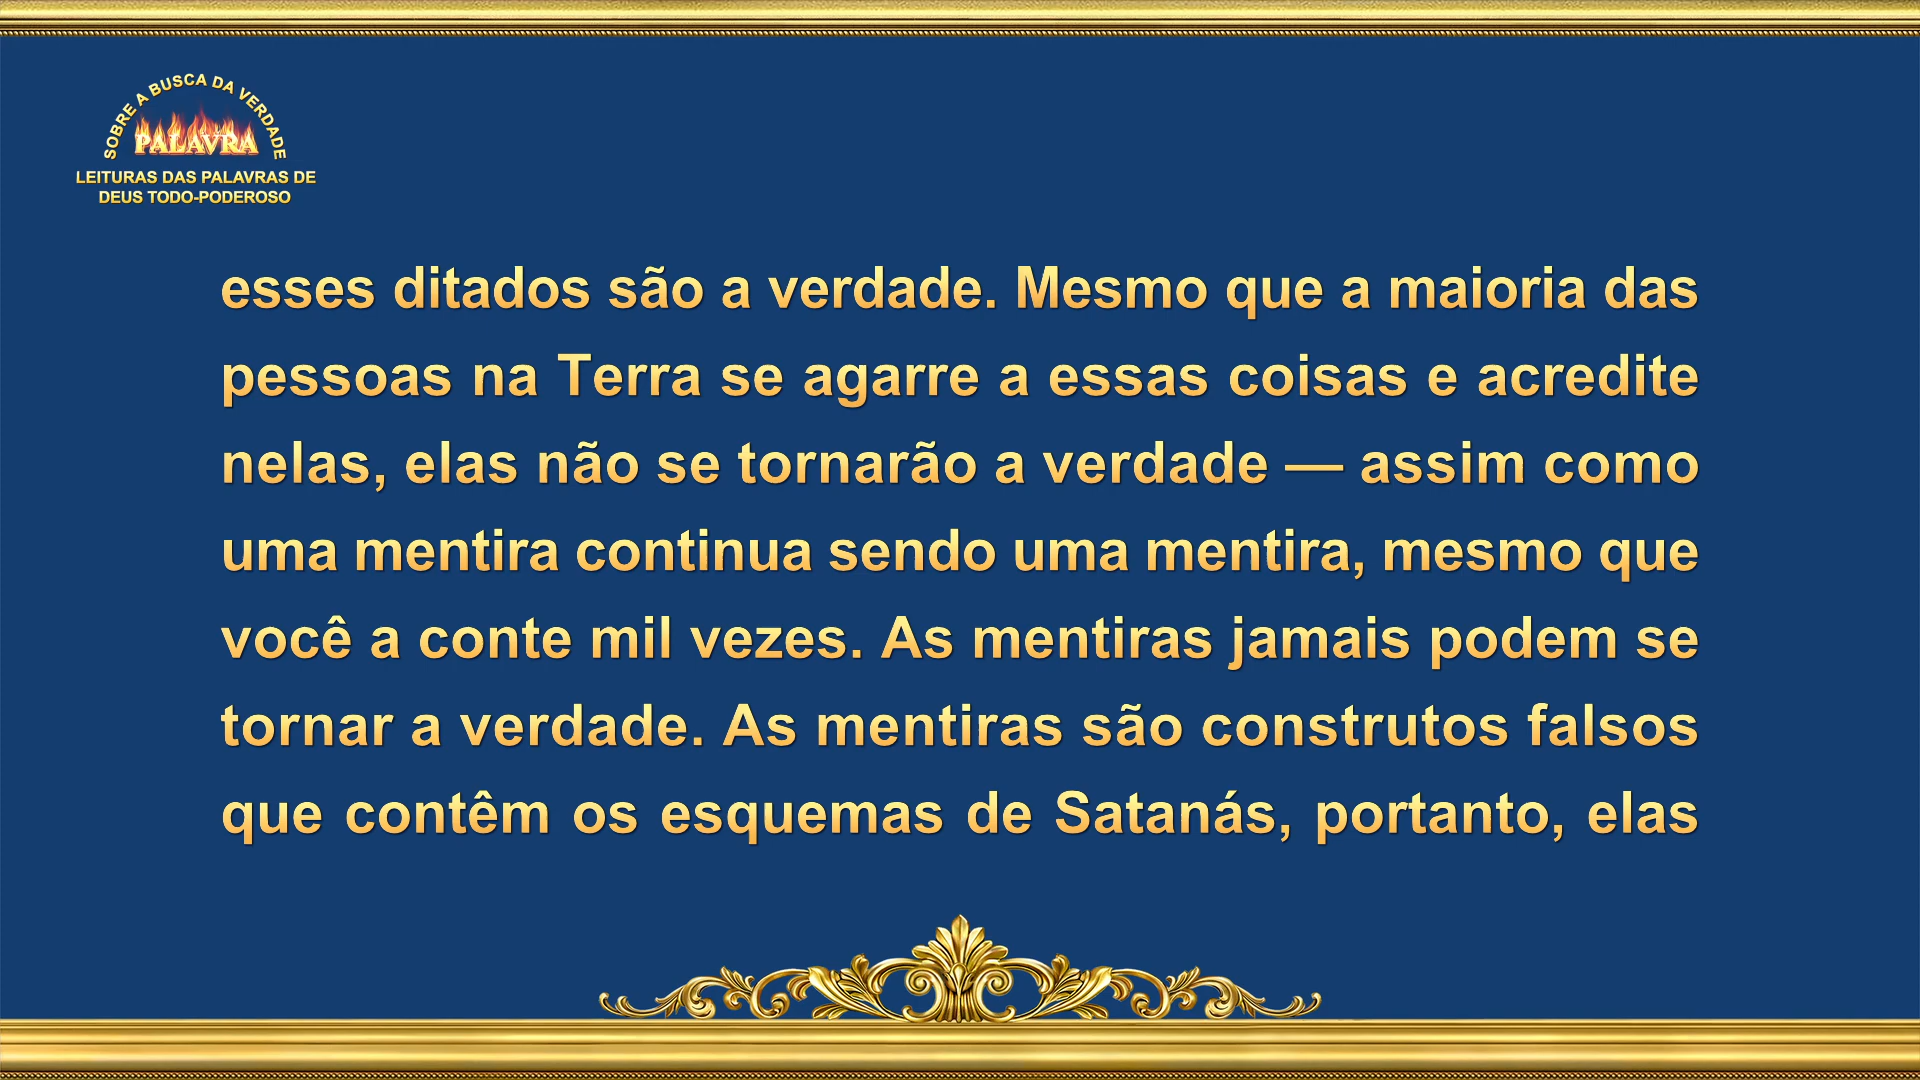 SOBRE A BUSCA DA VERDADE
PALAVRA
LEITURAS DAS PALAVRAS DE
DEUS TODO-PODEROSO
esses ditados são a verdade. Mesmo que a maioria das
pessoas na Terra se agarre a essas coisas e acredite
nelas, elas não se tornarão a verdade — assim como
uma mentira continua sendo uma mentira, mesmo que
você a conte mil vezes. As mentiras jamais podem se
tornar a verdade. As mentiras são construtos falsos
que contêm os esquemas de Satanás, portanto, elas